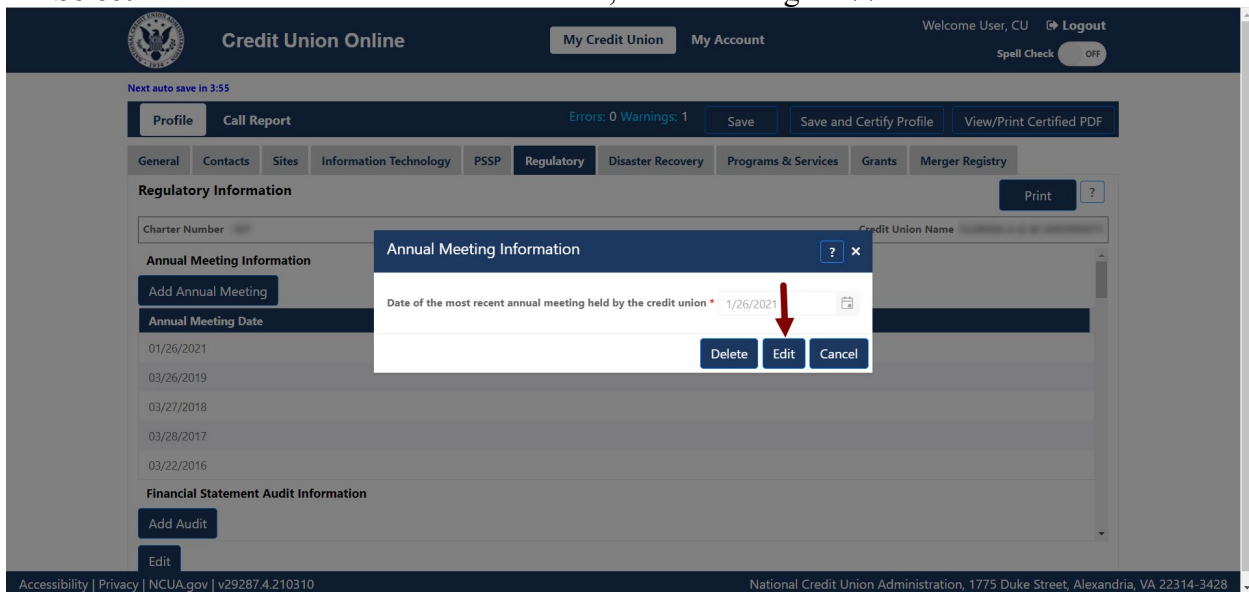 Credit Union Online
My Credit Union
My Account
Welcome User, CU
Logout
Spell Check OFF
Next auto save in 3:55
Profile
Call Report
Errors: 0 Warnings: 1
Save
Save and Certify Profile
View/Print Certified PDF
General
Contacts
Sites
Information Technology
PSSP
Regulatory
Disaster Recovery
Programs & Services
Grants
Merger Registry
Regulatory Information
Print
?
Charter Number
Credit Union Name
Annual Meeting Information
Add Annual Meeting
Annual Meeting Date
01/26/2021
03/26/2019
03/27/2018
03/28/2017
03/22/2016
Annual Meeting Information
? ×
Date of the most recent annual meeting held by the credit union * 1/26/2021
Delete
Edit
Cancel
Financial Statement Audit Information
Add Audit
Edit
Accessibility | Privacy | NCUA.gov | v29287.4.210310
National Credit Union Administration, 1775 Duke Street, Alexandria, VA 22314-3428